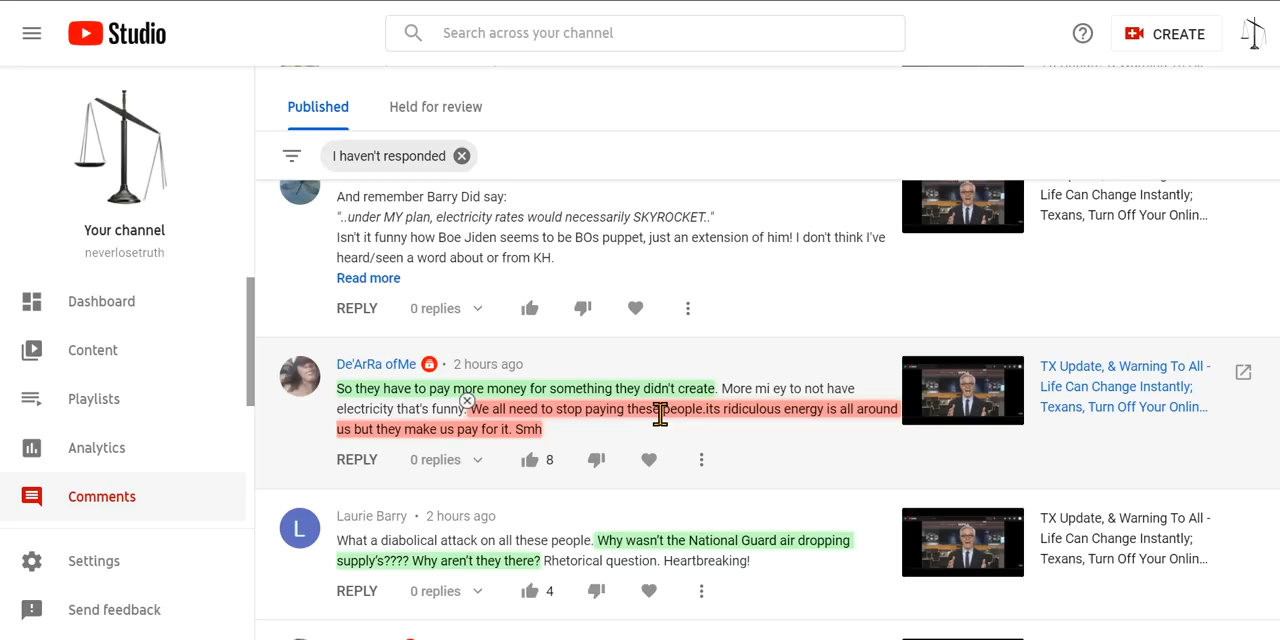 Studio
Search across your channel
CREATE
Your channel
neverlosetruth
Dashboard
Content
Playlists
Analytics
Comments
Settings
Send feedback
Published
Held for review
I haven't responded
And remember Barry Did say:
"..under MY plan, electricity rates would necessarily SKYROCKET.."
Isn't it funny how Boe Jiden seems to be BOs puppet, just an extension of him! I don't think I've
heard/seen a word about or from KH.
Read more
REPLY 0 replies
Life Can Change Instantly;
Texans, Turn Off Your Onlin...
De'ArRa ofMe • 2 hours ago
So they have to pay more money for something they didn't create. More mi ey to not have
electricity that's funny. We all need to stop paying these people.its ridiculous energy is all around
us but they make us pay for it. Smh
REPLY 0 replies 8
TX Update, & Warning To All -
Life Can Change Instantly;
Texans, Turn Off Your Onlin...
Laurie Barry • 2 hours ago
L
What a diabolical attack on all these people. Why wasn't the National Guard air dropping
supply's???? Why aren't they there? Rhetorical question. Heartbreaking!
REPLY 0 replies 4
TX Update, & Warning To All -
Life Can Change Instantly;
Texans, Turn Off Your Onlin...